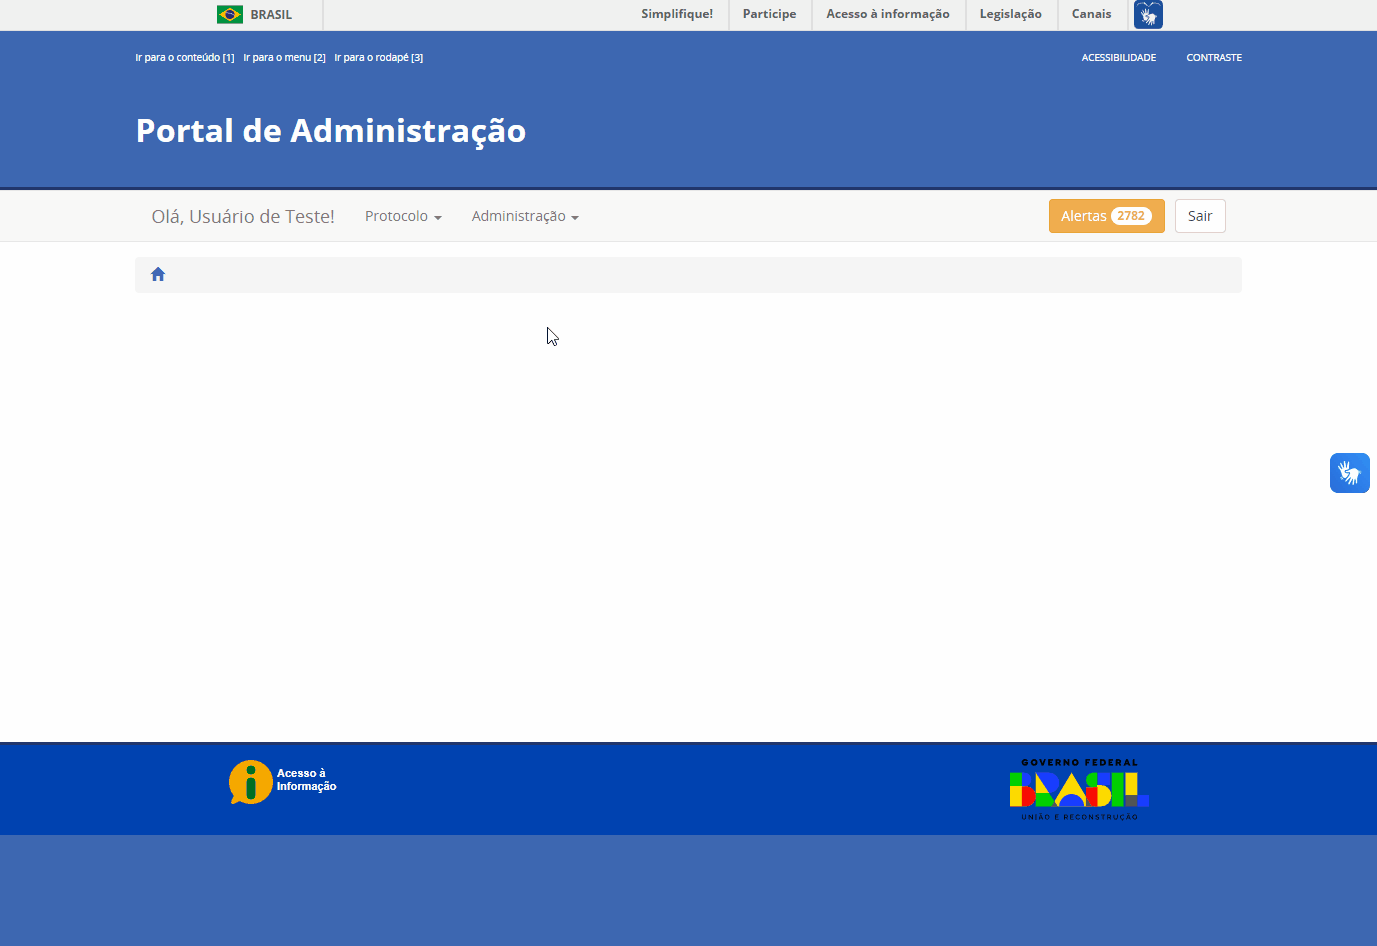 BRASIL
Simplifique! Participe Acesso à informação Legislação Canais
Ir para o conteúdo [1] Ir para o menu [2] Ir para o rodapé [3]
ACESSIBILIDADE CONTRASTE
Portal de Administração
Olá, Usuário de Teste! Protocolo Administração
Alertas 2782 Sair
Acesso à
Informação
GOVERNO FEDERAL
BRASIL
UNIÃO E RECONSTRUÇÃO